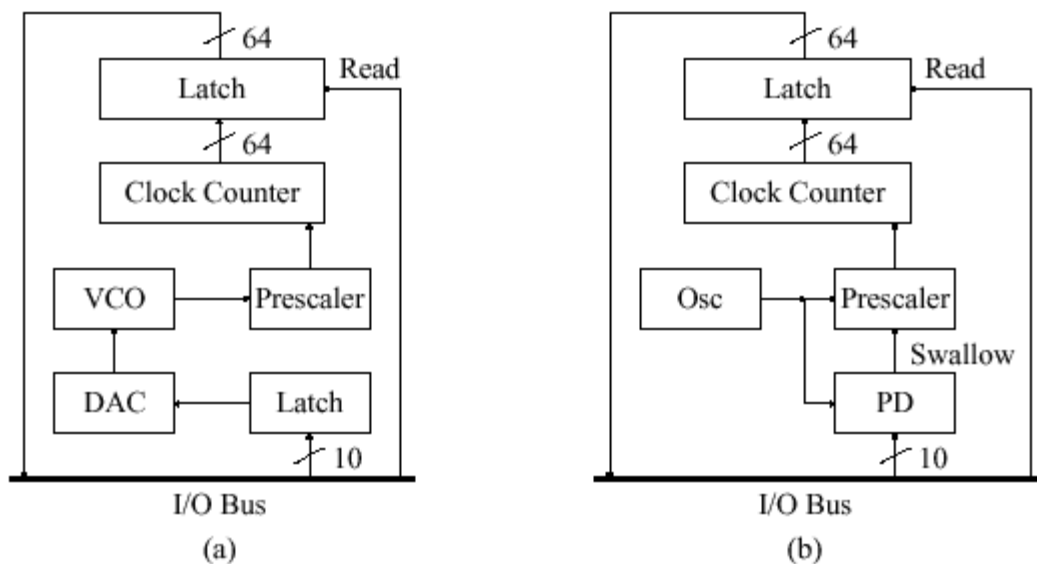 64
Read
Latch
64
Clock Counter
VCO
Prescaler
DAC
Latch
10
I/O Bus
(a)
64
Read
Latch
64
Clock Counter
Osc
Prescaler
Swallow
PD
10
I/O Bus
(b)